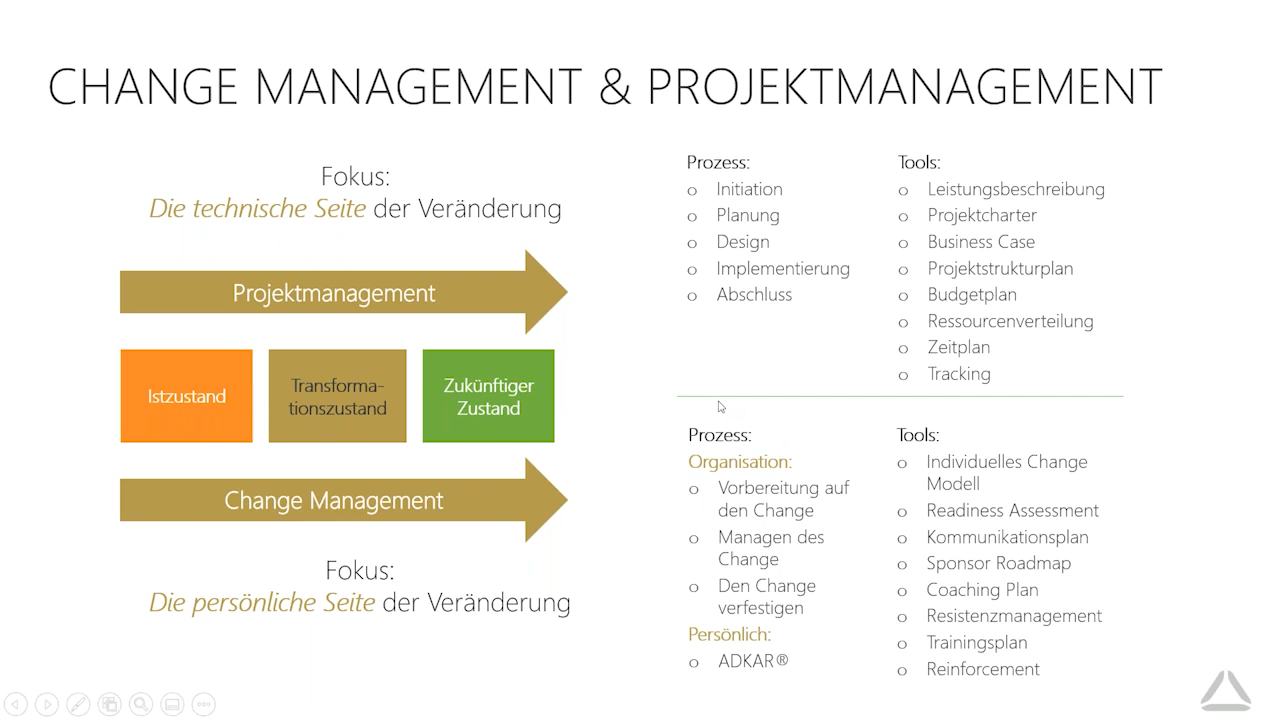 CHANGE MANAGEMENT & PROJEKTMANAGEMENT
Fokus:
Die technische Seite der Veränderung
Projektmanagement
Istzustand
Transforma-
tionszustand
Zukünftiger
Zustand
Change Management
Fokus:
Die persönliche Seite der Veränderung
Prozess:
o Initiation
o Planung
o Design
o Implementierung
o Abschluss
Tools:
o Leistungsbeschreibung
o Projektcharter
o Business Case
o Projektstrukturplan
o Budgetplan
o Ressourcenverteilung
o Zeitplan
o Tracking
Prozess:
Organisation:
o Vorbereitung auf
den Change
o Managen des
Change
o Den Change
verfestigen
Persönlich:
o ADKAR®
Tools:
o Individuelles Change
Modell
o Readiness Assessment
o Kommunikationsplan
o Sponsor Roadmap
o Coaching Plan
o Resistenzmanagement
o Trainingsplan
o Reinforcement